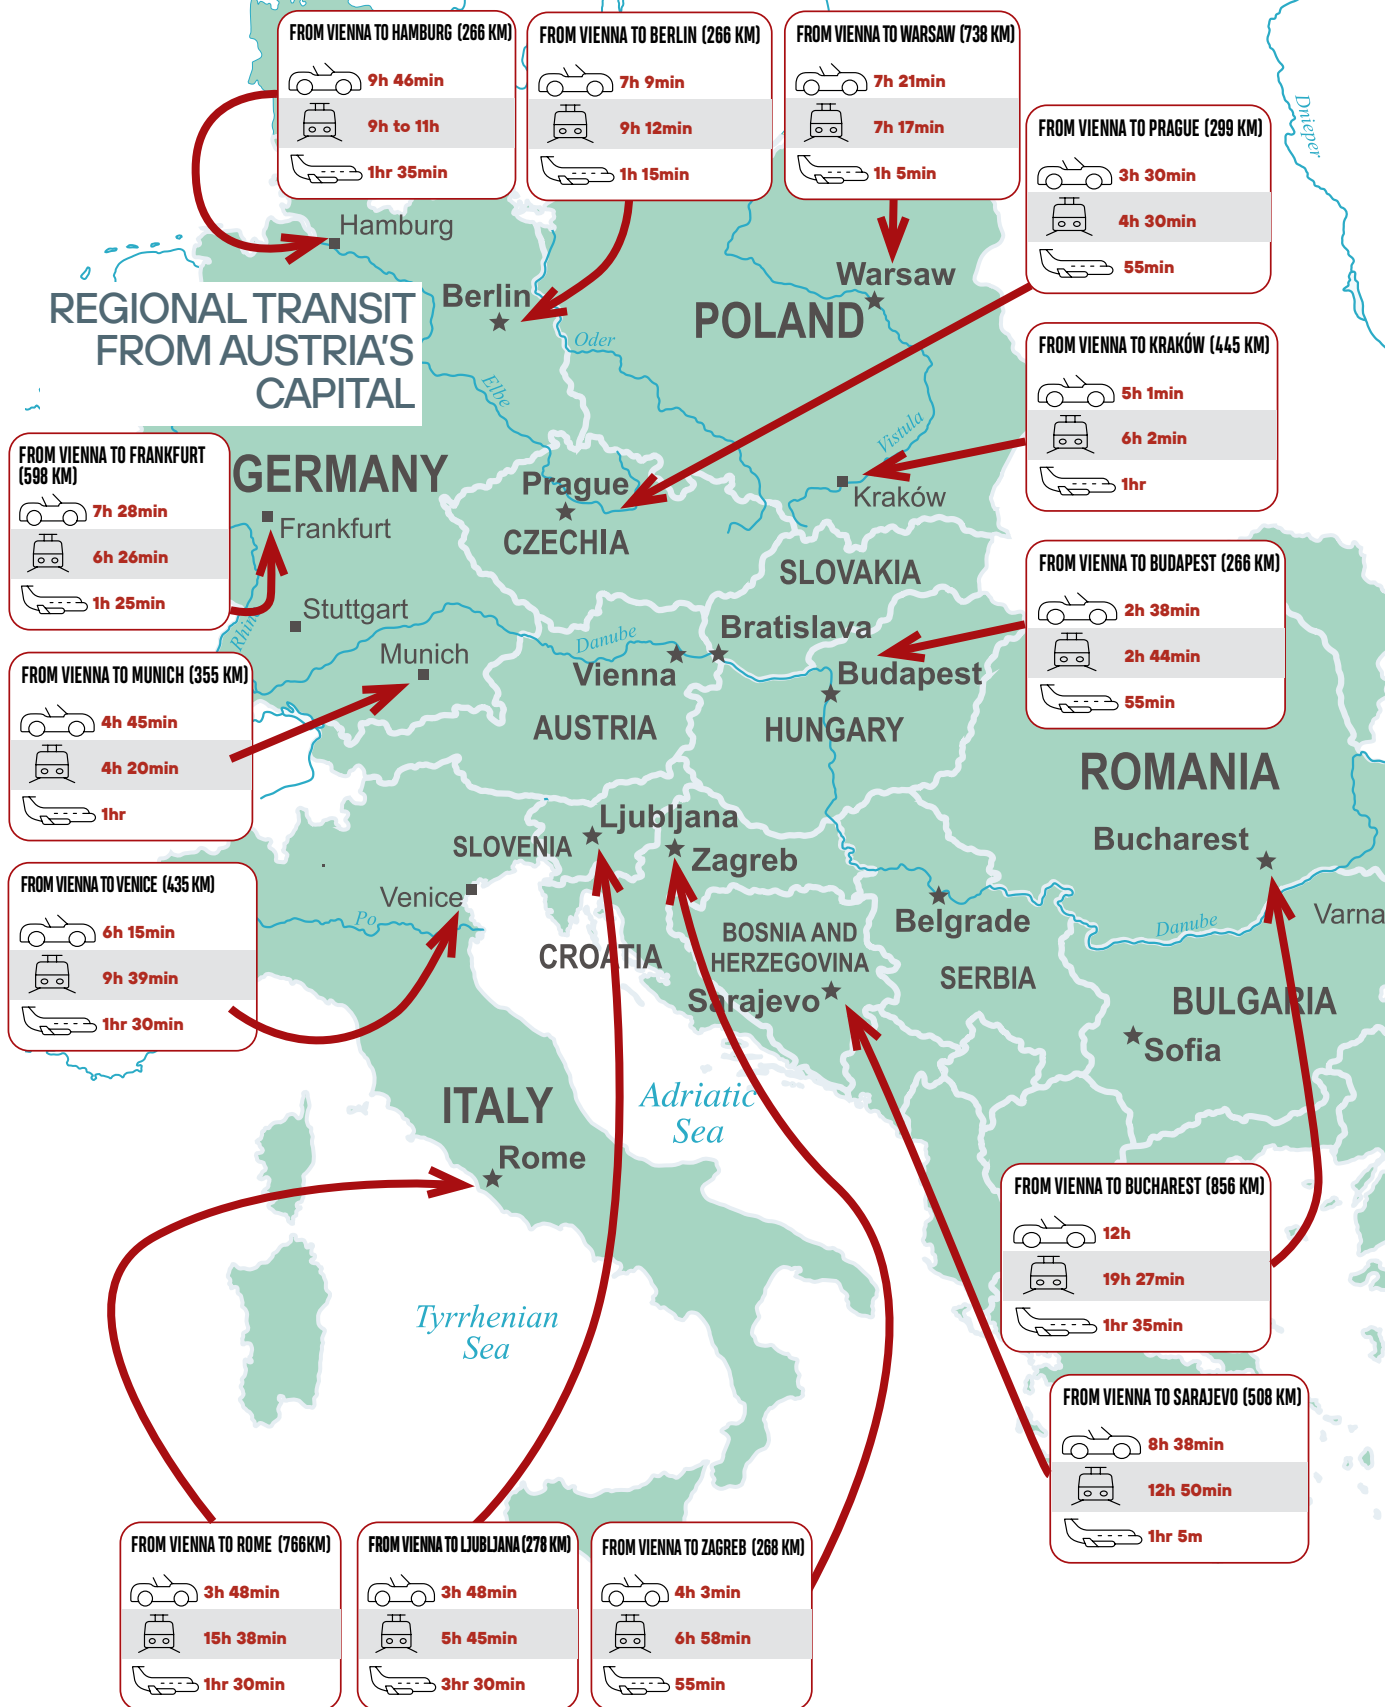 FROM VIENNA TO HAMBURG (266 KM)
9h 46min
9h to 11h
1hr 35min
FROM VIENNA TO BERLIN (266 KM)
7h 9min
9h 12min
1h 15min
FROM VIENNA TO WARSAW (738 KM)
7h 21min
7h 17min
1h 5min
FROM VIENNA TO PRAGUE (299 KM)
3h 30min
4h 30min
55min
Dnieper
Hamburg
Berlin
Warsaw
POLAND
Oder
Elbe
Vistula
REGIONAL TRANSIT
FROM AUSTRIA'S
CAPITAL
FROM VIENNA TO KRAKÓW (445 KM)
5h 1min
6h 2min
1hr
FROM VIENNA TO FRANKFURT
(598 KM)
7h 28min
6h 26min
1h 25min
GERMANY
Frankfurt
Prague
CZECHIA
Kraków
SLOVAKIA
Stuttgart
Munich
Danube
Vienna
Bratislava
Budapest
AUSTRIA
HUNGARY
FROM VIENNA TO BUDAPEST (266 KM)
2h 38min
2h 44min
55min
FROM VIENNA TO MUNICH (355 KM)
4h 45min
4h 20min
1hr
ROMANIA
Bucharest
Ljubljana
SLOVENIA
Zagreb
Venice
Po
Belgrade
Danube
Varna
CROATIA
BOSNIA AND
HERZEGOVINA
Sarajevo
SERBIA
BULGARIA
Sofia
FROM VIENNA TO VENICE (435 KM)
6h 15min
9h 39min
1hr 30min
ITALY
Rome
Adriatic
Sea
Tyrrhenian
Sea
FROM VIENNA TO BUCHAREST (856 KM)
12h
19h 27min
1hr 35min
FROM VIENNA TO SARAJEVO (508 KM)
8h 38min
12h 50min
1hr 5m
FROM VIENNA TO ROME (766KM)
3h 48min
15h 38min
1hr 30min
FROM VIENNA TO LJUBLJANA (278 KM)
3h 48min
5h 45min
3hr 30min
FROM VIENNA TO ZAGREB (268 KM)
4h 3min
6h 58min
55min